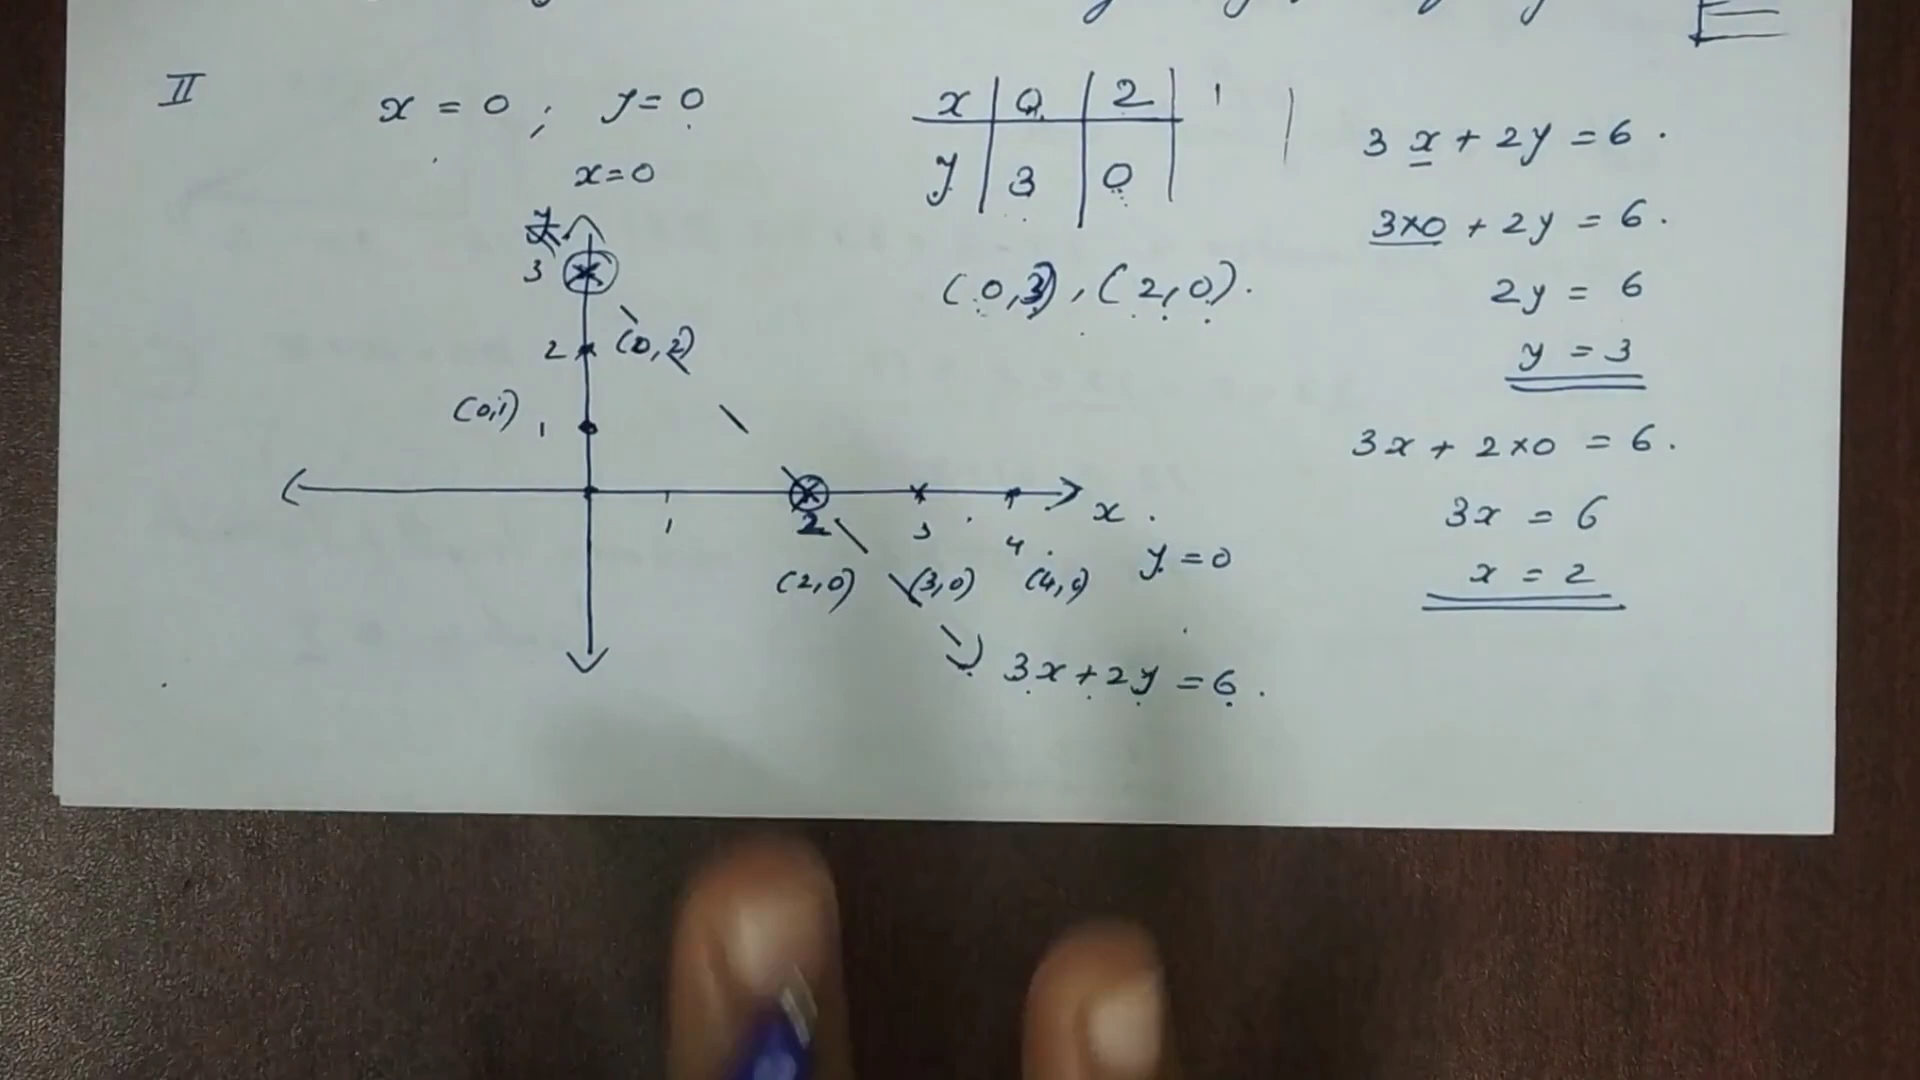 II
x = 0 ; y = 0
x = 0
y
3
2 (0,2)
(0,1) 1
1 2 3 4 x .
(2,0) (3,0) (4,0) y = 0
3x + 2y = 6 .
x | 0 | 2 |
y | 3 | 0 |
(0,3) , (2,0) .
3 x + 2y = 6 .
3×0 + 2y = 6 .
2y = 6
y = 3
3x + 2×0 = 6 .
3x = 6
x = 2